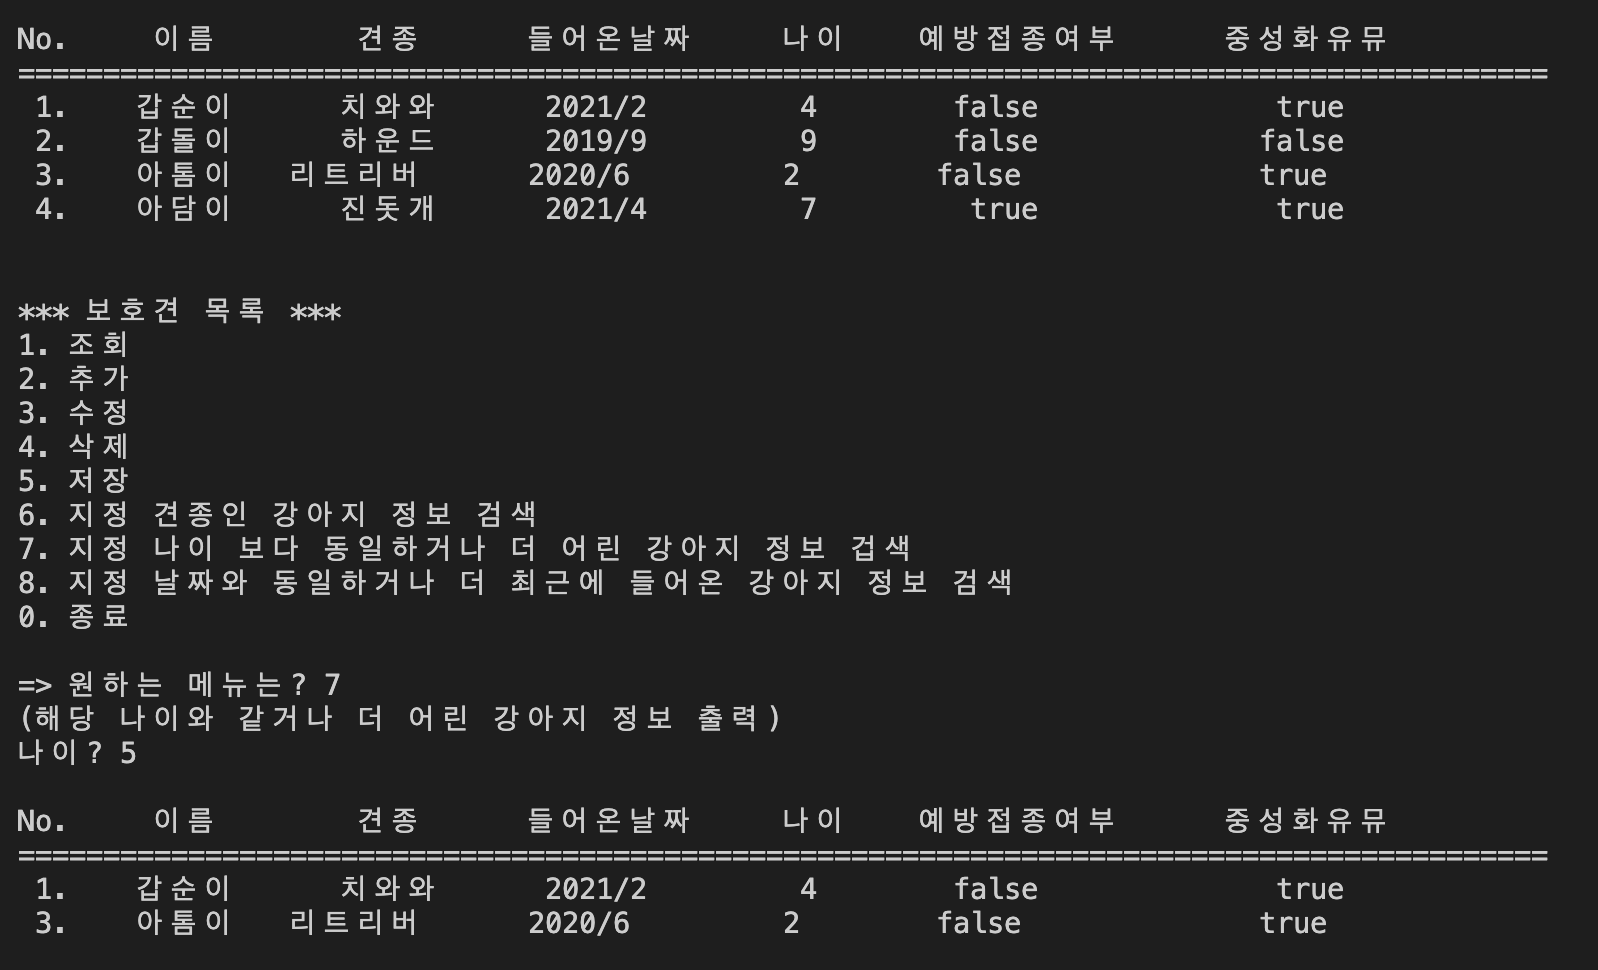 No. 이름 견종 들어온날짜 나이 예방접종여부 중성화유뮤
==========================================================================================
1. 갑순이 치와와 2021/2 4 false true
2. 갑돌이 하운드 2019/9 9 false false
3. 아톰이 리트리버 2020/6 2 false true
4. 아담이 진돗개 2021/4 7 true true
*** 보호견 목록 ***
1. 조회
2. 추가
3. 수정
4. 삭제
5. 저장
6. 지정 견종인 강아지 정보 검색
7. 지정 나이 보다 동일하거나 더 어린 강아지 정보 겁색
8. 지정 날짜와 동일하거나 더 최근에 들어온 강아지 정보 검색
0. 종료
=> 원하는 메뉴는? 7
(해당 나이와 같거나 더 어린 강아지 정보 출력)
나이? 5
No. 이름 견종 들어온날짜 나이 예방접종여부 중성화유뮤
==========================================================================================
1. 갑순이 치와와 2021/2 4 false true
3. 아톰이 리트리버 2020/6 2 false true